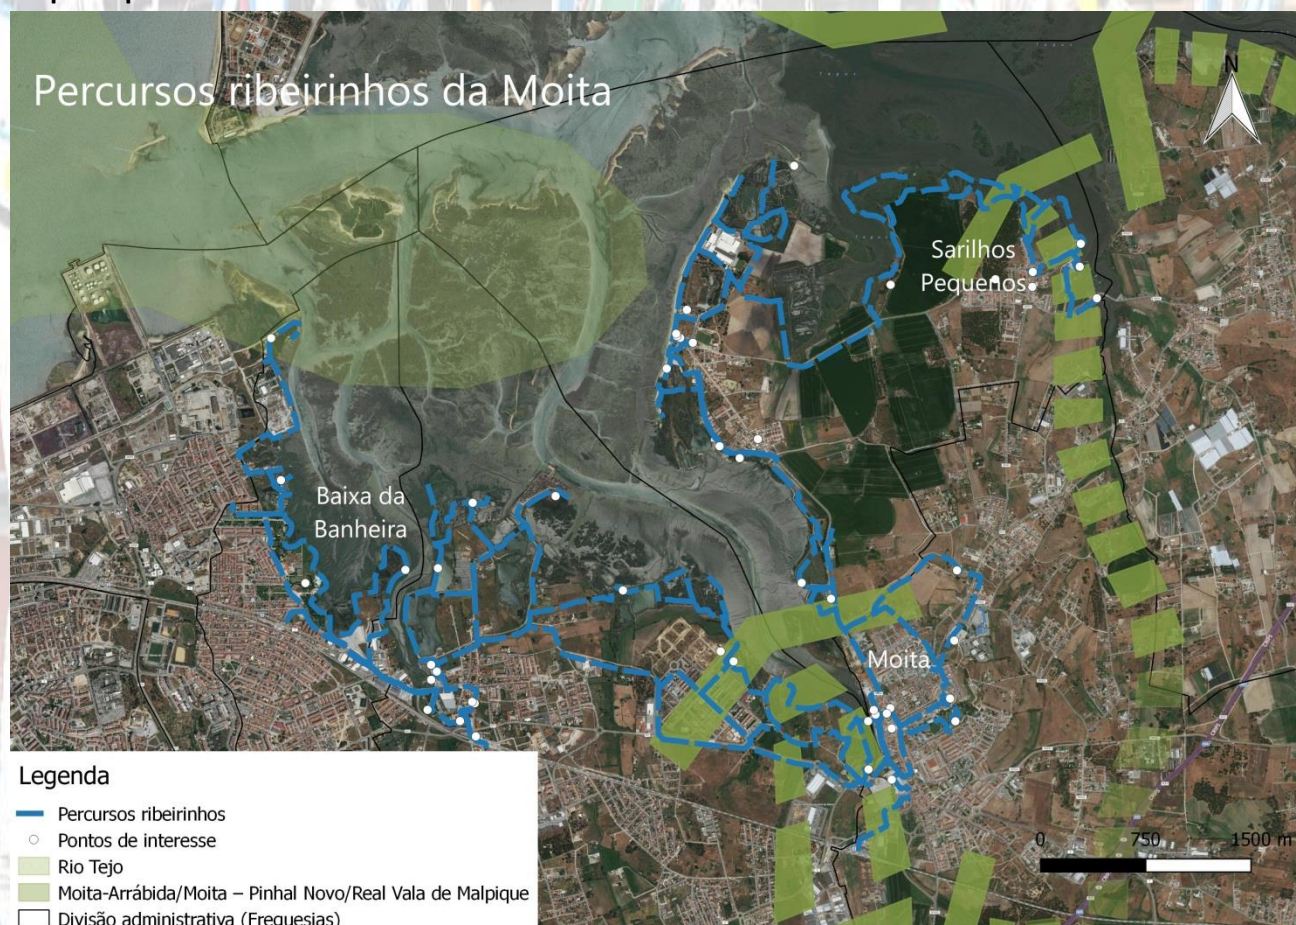 Percursos ribeirinhos da Moita
N
Sarilhos
Pequenos
Baixa da
Banheira
Moita
Legenda
Percursos ribeirinhos
Pontos de interesse
Rio Tejo
Moita-Arrábida/Moita – Pinhal Novo/Real Vala de Malpique
Divisão administrativa (Freguesias)
0 750 1500 m